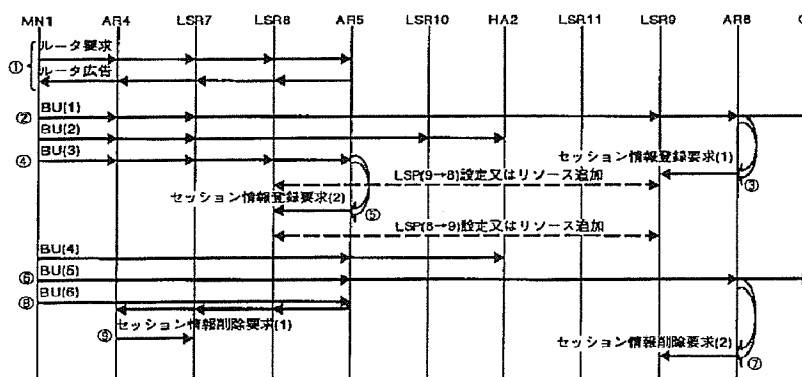 MN1 AR4 LSR7 LSR8 AR5 LSR10 HA2 LSR11 LSR9 AR6
ルータ要求
①
ルータ広告
② BU(1)
BU(2)
④ BU(3)
セッション情報登録要求(1)
③
LSP(9→8)設定又はリソース追加
セッション情報登録要求(2)
⑤
LSP(8→9)設定又はリソース追加
BU(4)
⑥ BU(5)
⑧ BU(6)
セッション情報削除要求(1)
⑨
セッション情報削除要求(2)
⑦